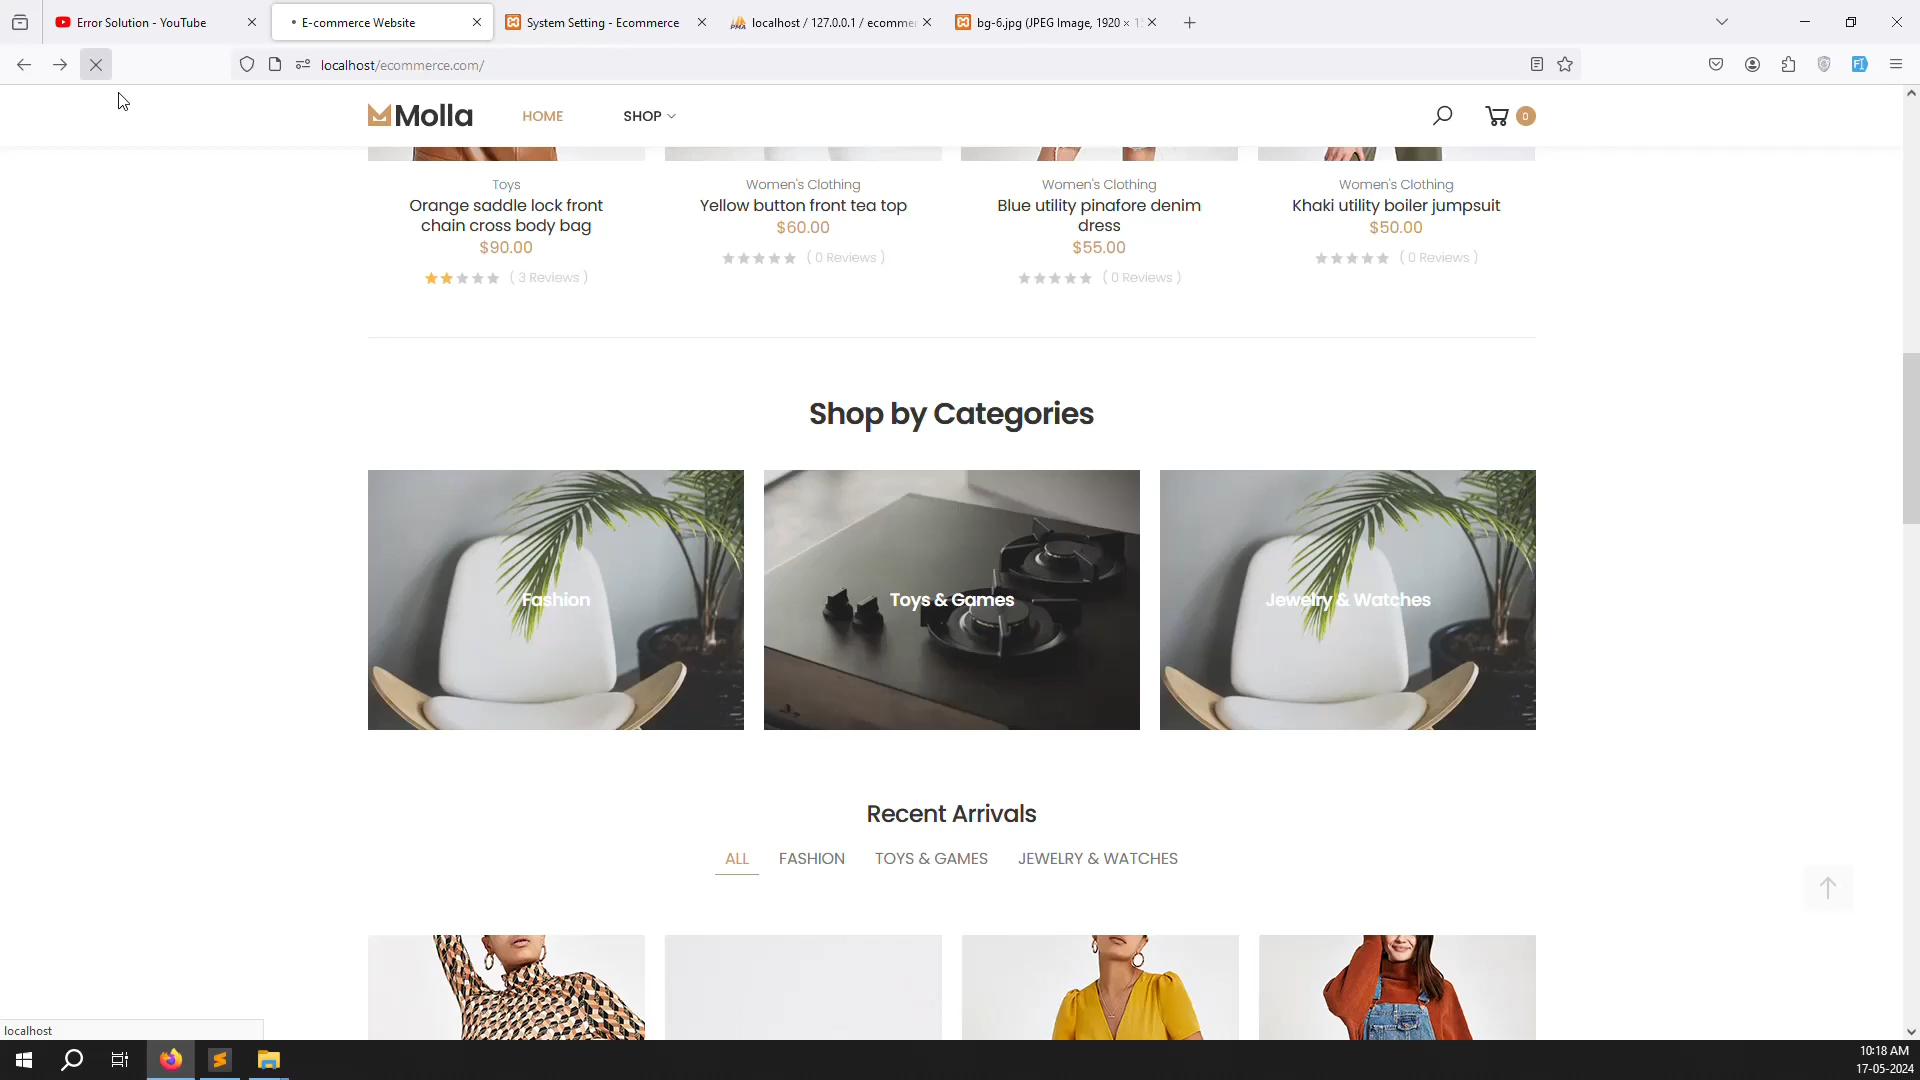 Error Solution - YouTube
E-commerce Website
System Setting - Ecommerce
localhost / 127.0.0.1 / ecomme
bg-6.jpg (JPEG Image, 1920 ×
localhost/ecommerce.com/
Molla
HOME
SHOP
0
Toys
Orange saddle lock front
chain cross body bag
$90.00
( 3 Reviews )
Women's Clothing
Yellow button front tea top
$60.00
( 0 Reviews )
Women's Clothing
Blue utility pinafore denim
dress
$55.00
( 0 Reviews )
Women's Clothing
Khaki utility boiler jumpsuit
$50.00
( 0 Reviews )
Shop by Categories
Fashion
Toys & Games
Jewelry & Watches
Recent Arrivals
ALL
FASHION
TOYS & GAMES
JEWELRY & WATCHES
localhost
10:18 AM
17-05-2024